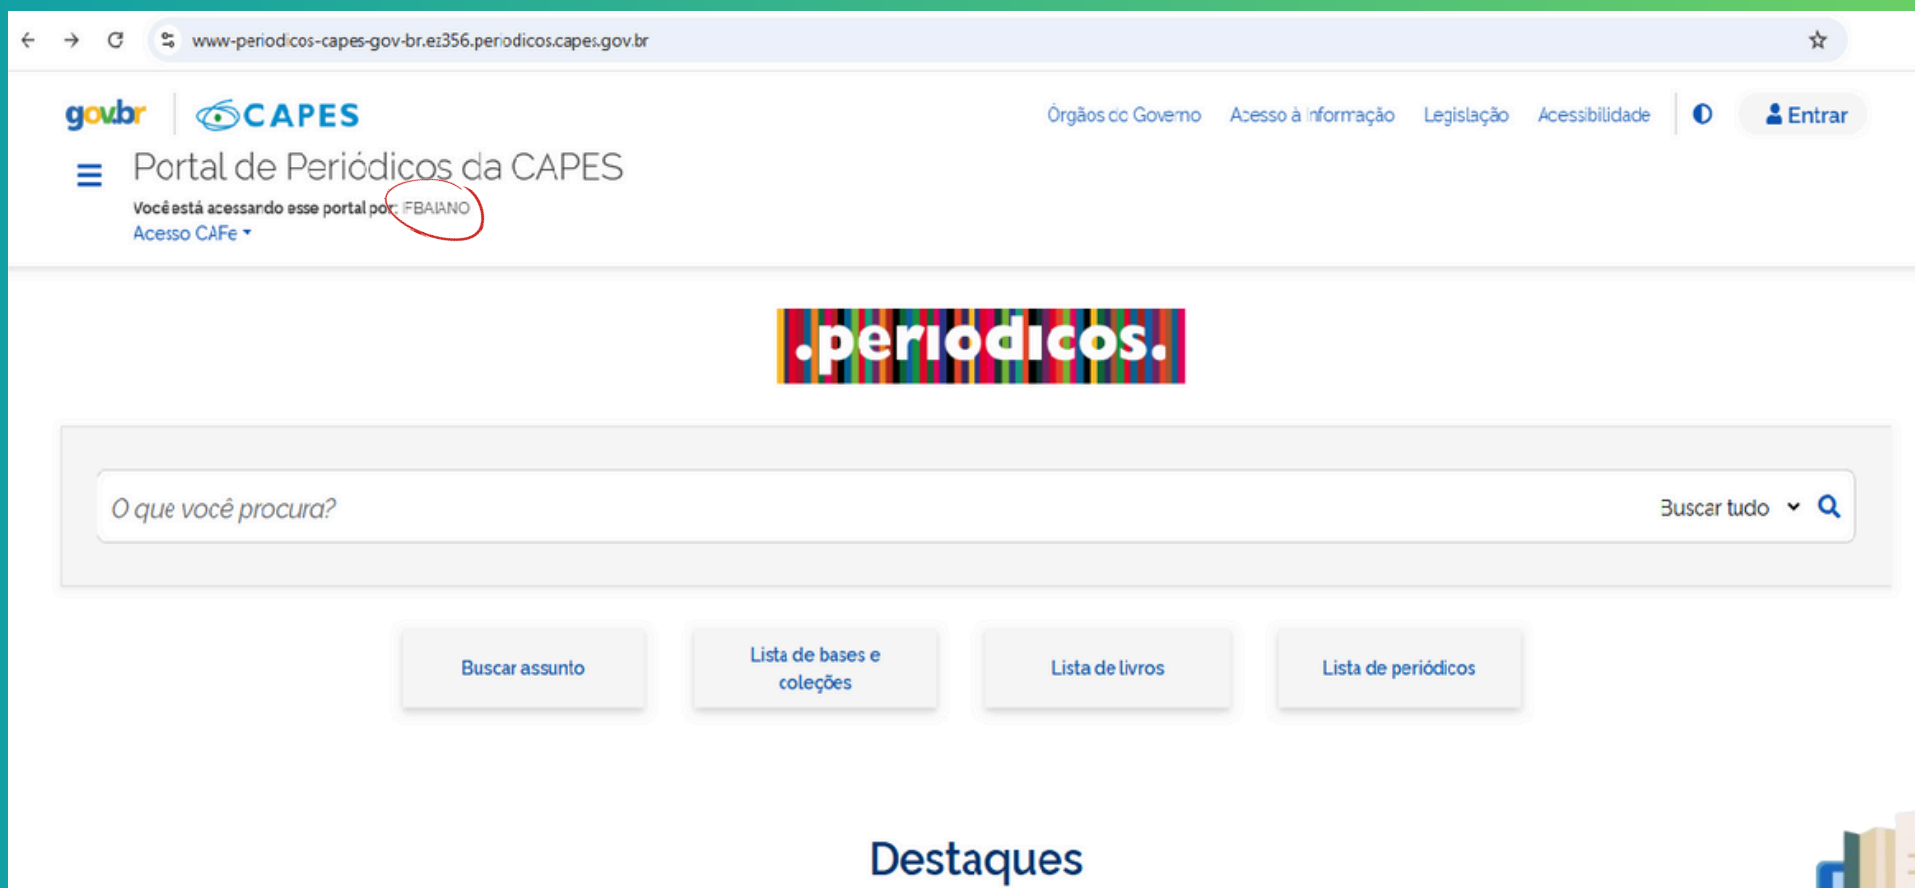 www-periodicos-capes-gov-br.ez356.periodicos.capes.gov.br
gov.br
CAPES
Órgãos do Governo
Acesso à Informação
Legislação
Acessibilidade
Entrar
Portal de Periódicos da CAPES
Você está acessando esse portal por: IFBAIANO
Acesso CAFe
.periodicos.
O que você procura?
Buscar tudo
Buscar assunto
Lista de bases e
coleções
Lista de livros
Lista de periódicos
Destaques